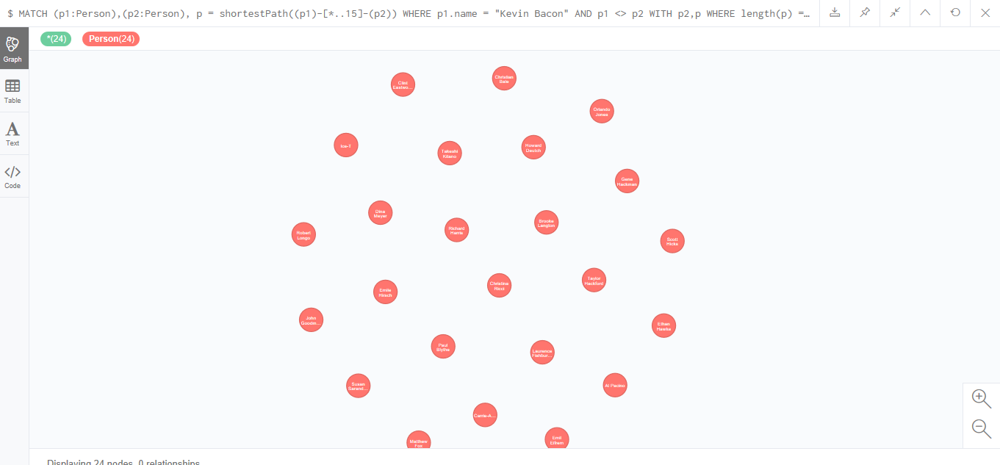 $ MATCH (p1:Person),(p2:Person), p = shortestPath((p1)-[*..15]-(p2)) WHERE p1.name = "Kevin Bacon" AND p1 <> p2 WITH p2,p WHERE length(p) =…
*(24) Person(24)
Graph
Table
A
Text
</>
Code
Clint
Eastwo…
Christian
Bale
Orlando
Jones
Ice-T
Takeshi
Kitano
Howard
Deutch
Gene
Hackman
Dina
Meyer
Richard
Harris
Brooke
Langton
Robert
Longo
Scott
Hicks
Emile
Hirsch
Christina
Ricci
Taylor
Hackford
John
Goodm…
Ethan
Hawke
Paul
Blythe
Laurence
Fishbur…
Susan
Sarand…
Al Pacino
Carrie-A…
Matthew
Fox
Emil
Eifrem
Displaying 24 nodes, 0 relationships.